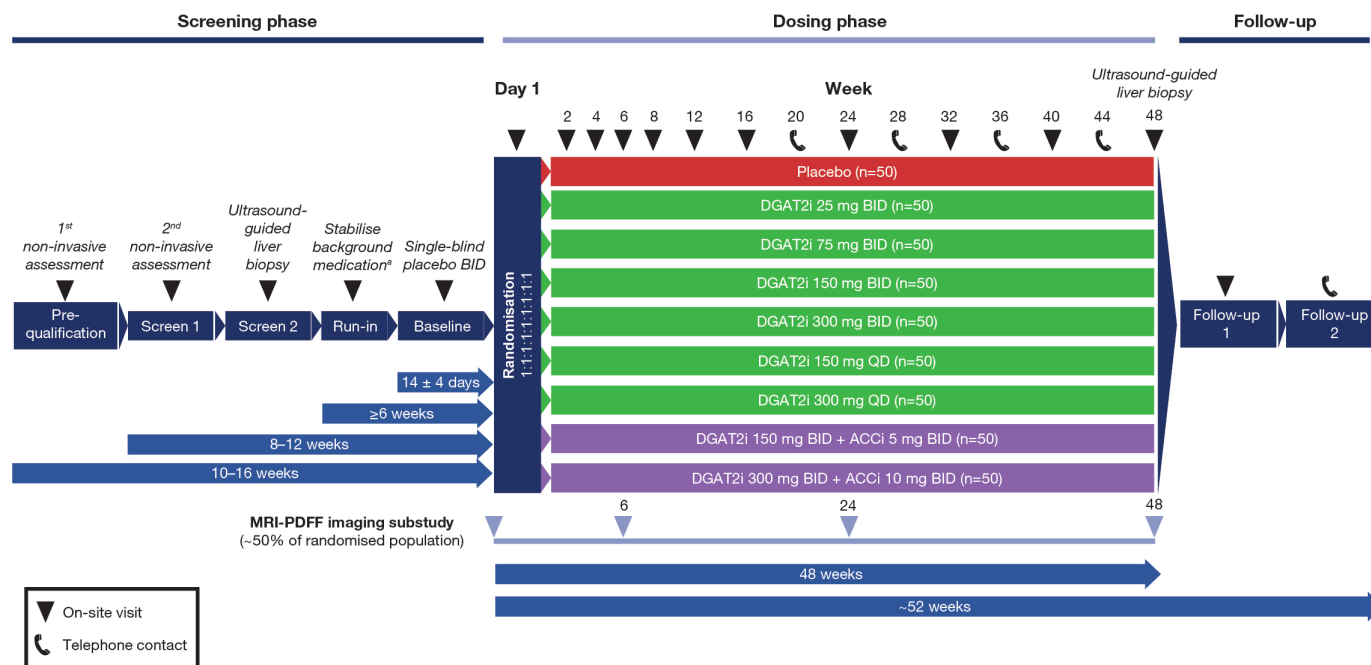 Screening phase
Dosing phase
Follow-up
Day 1
Week
Ultrasound-guided
liver biopsy
2 4 6 8 12 16 20 24 28 32 36 40 44 48
1st
non-invasive
assessment
2nd
non-invasive
assessment
Ultrasound-
guided
liver
biopsy
Stabilise
background
medicationa
Single-blind
placebo BID
Pre-
qualification
Screen 1
Screen 2
Run-in
Baseline
Randomisation
1:1:1:1:1:1:1:1:1
Placebo (n=50)
DGAT2i 25 mg BID (n=50)
DGAT2i 75 mg BID (n=50)
DGAT2i 150 mg BID (n=50)
DGAT2i 300 mg BID (n=50)
DGAT2i 150 mg QD (n=50)
DGAT2i 300 mg QD (n=50)
DGAT2i 150 mg BID + ACCi 5 mg BID (n=50)
DGAT2i 300 mg BID + ACCi 10 mg BID (n=50)
Follow-up
1
Follow-up
2
14 ± 4 days
≥6 weeks
8–12 weeks
10–16 weeks
MRI-PDFF imaging substudy
(~50% of randomised population)
6 24 48
48 weeks
~52 weeks
On-site visit
Telephone contact